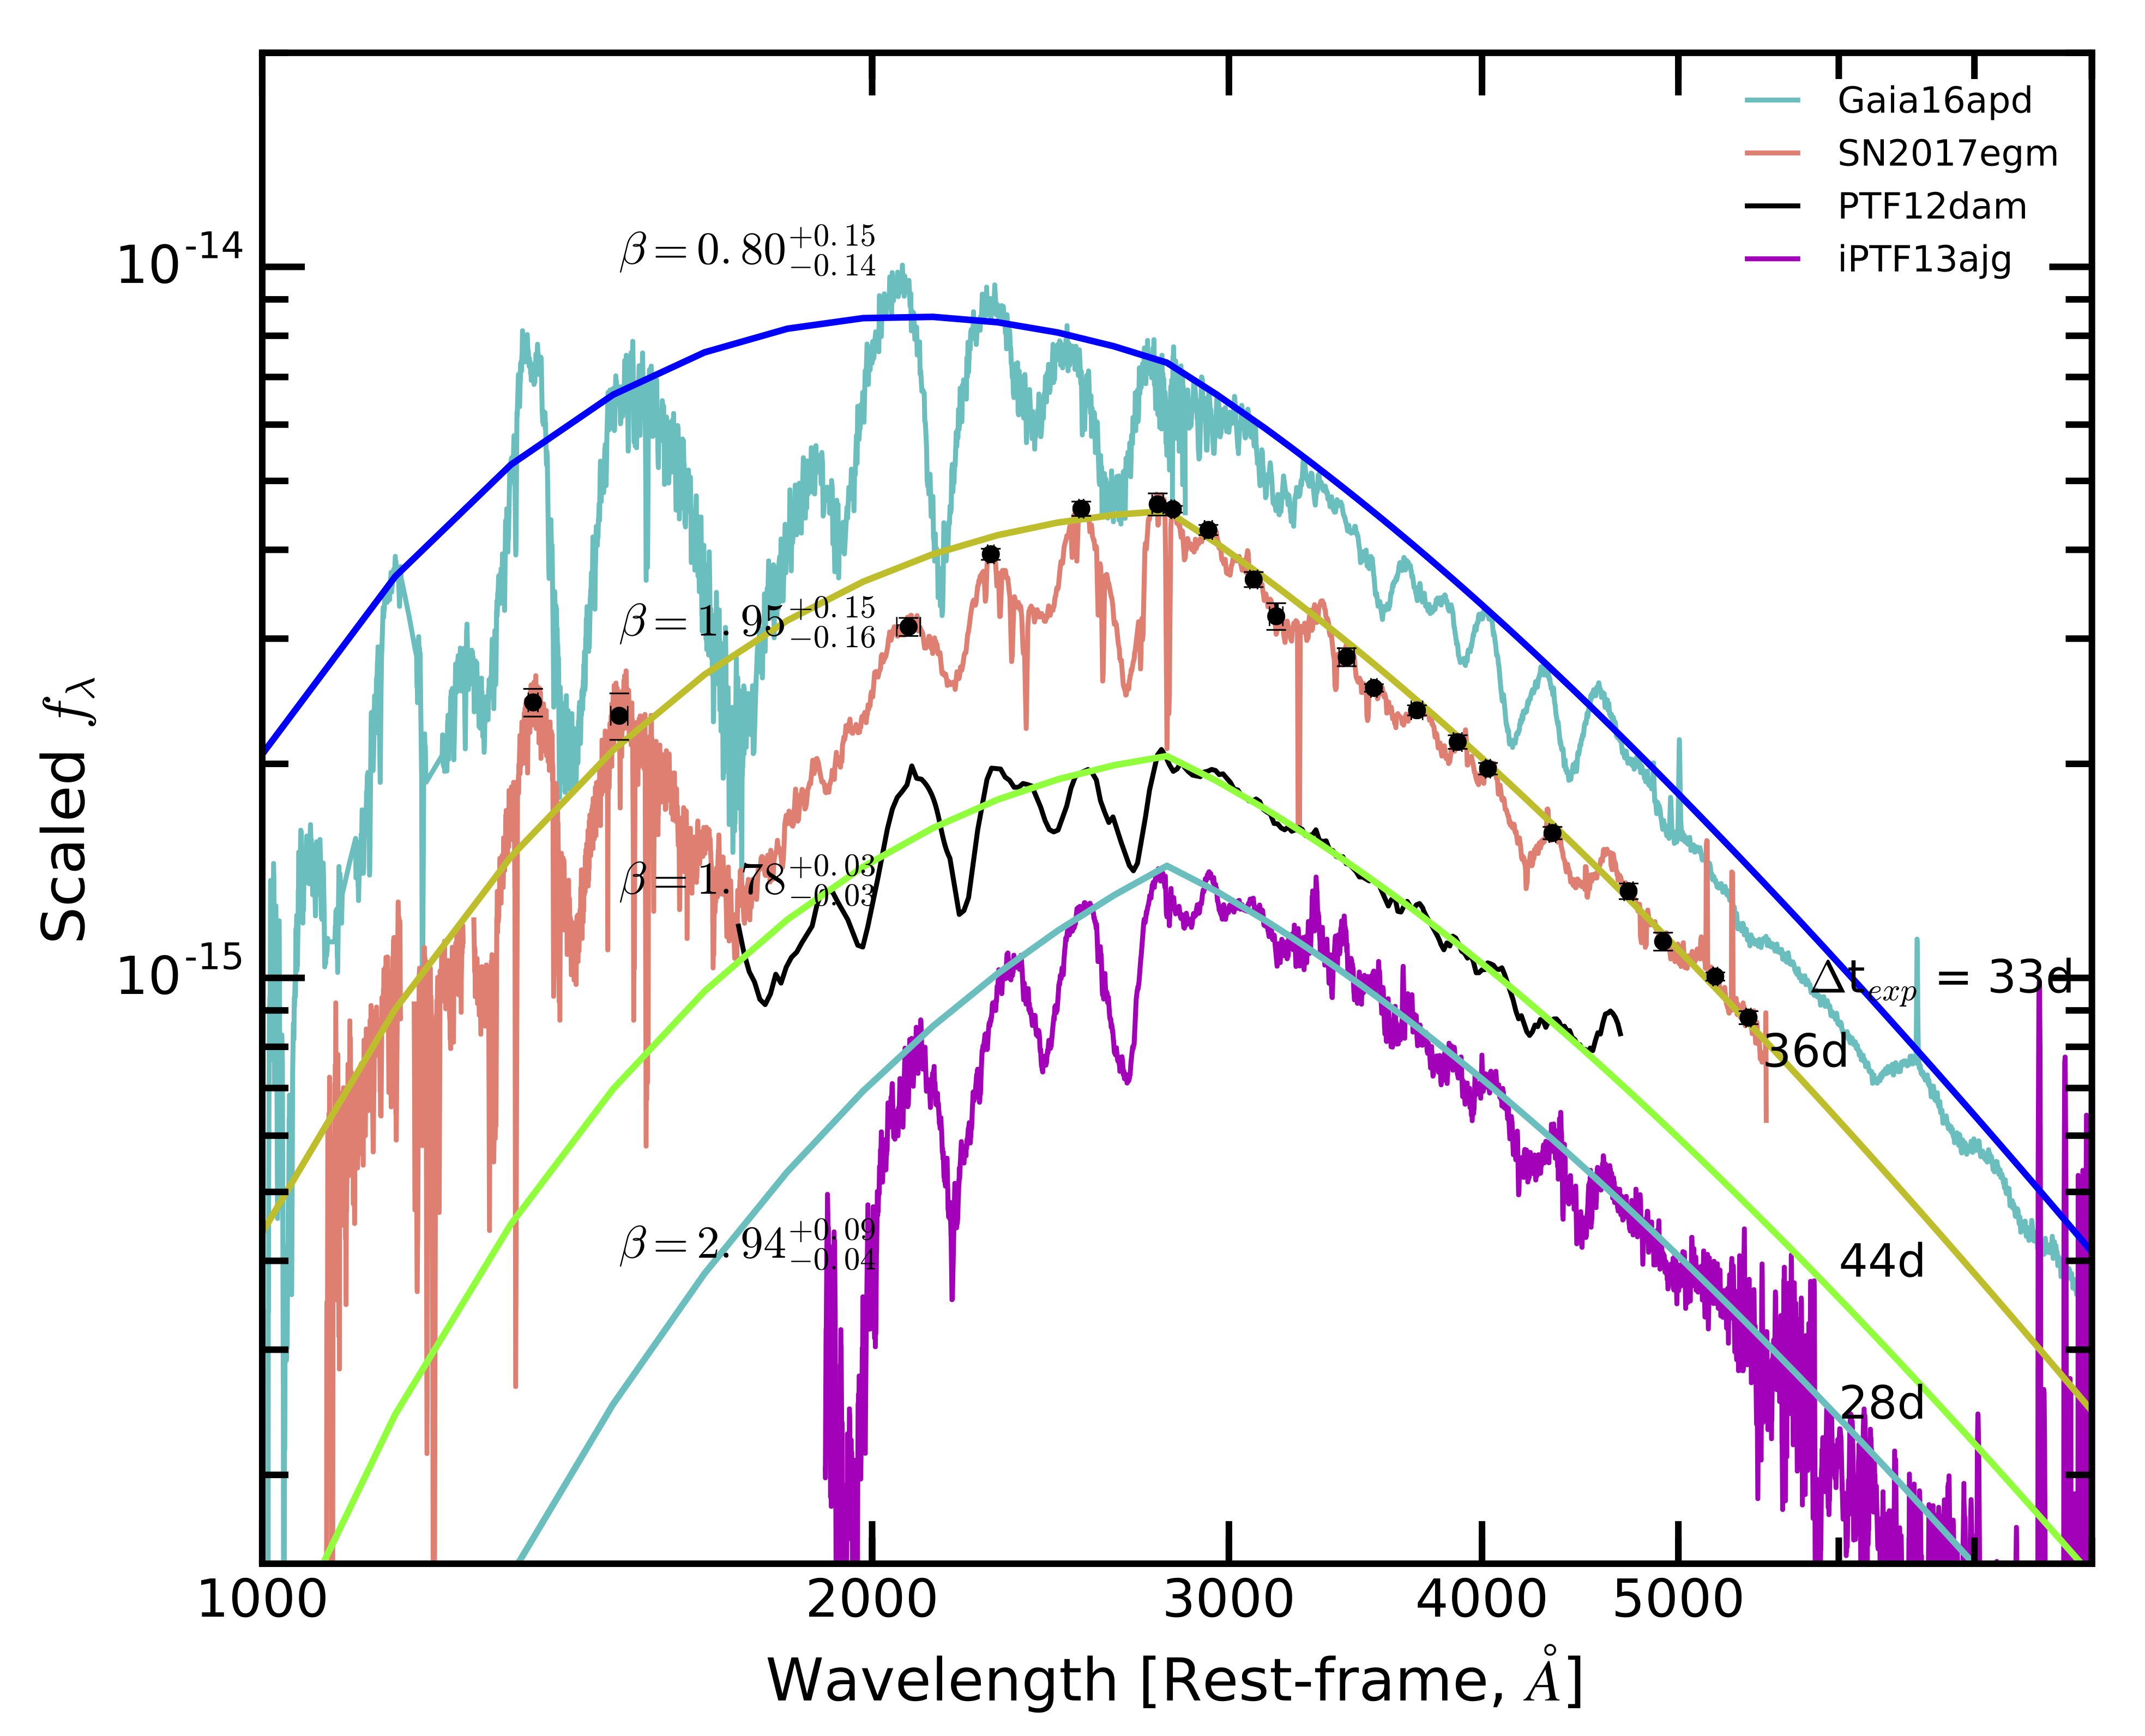 Gaia16apd
SN2017egm
PTF12dam
iPTF13ajg
β=0.80+0.15−0.14
β=1.95+0.15−0.16
β=1.78+0.03−0.03
β=2.94+0.09−0.04
Δt_exp = 33d
36d
44d
28d
10-14
10-15
Scaled f_λ
1000
2000
3000
4000
5000
Wavelength [Rest-frame, Å]